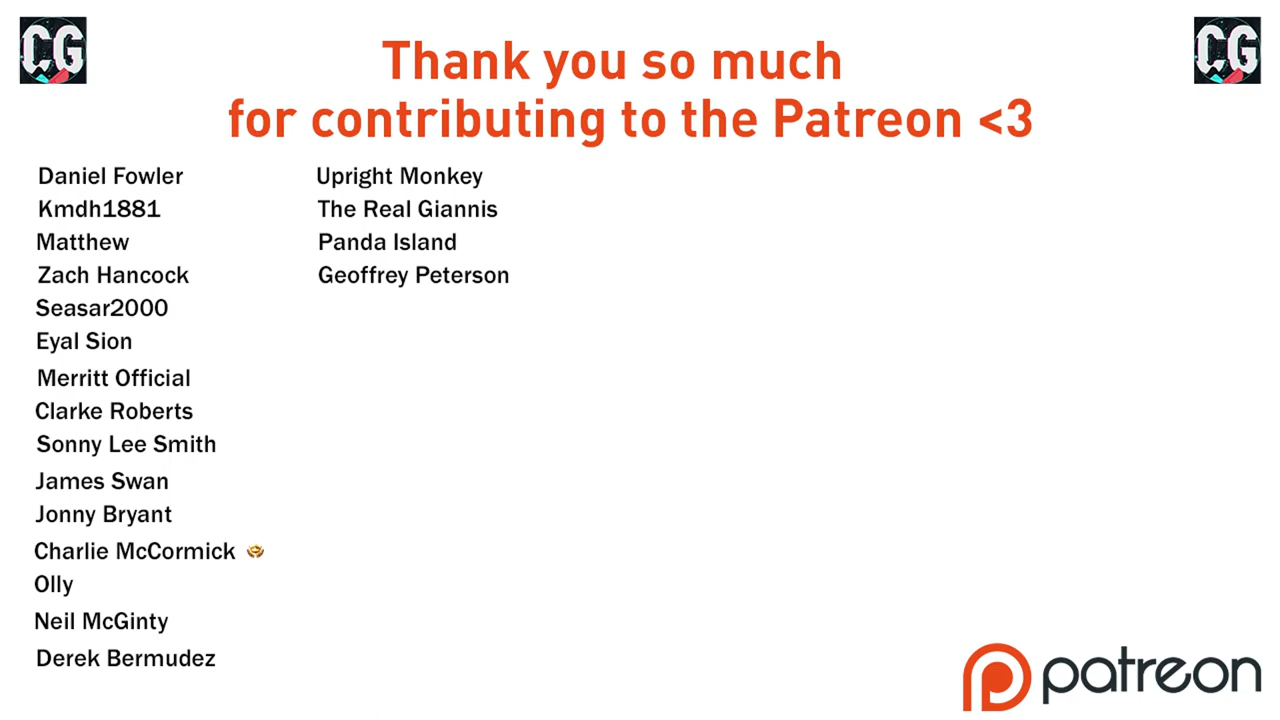 CG
CG
Thank you so much
for contributing to the Patreon <3
Daniel Fowler
Kmdh1881
Matthew
Zach Hancock
Seasar2000
Eyal Sion
Merritt Official
Clarke Roberts
Sonny Lee Smith
James Swan
Jonny Bryant
Charlie McCormick
Olly
Neil McGinty
Derek Bermudez
Upright Monkey
The Real Giannis
Panda Island
Geoffrey Peterson
patreon